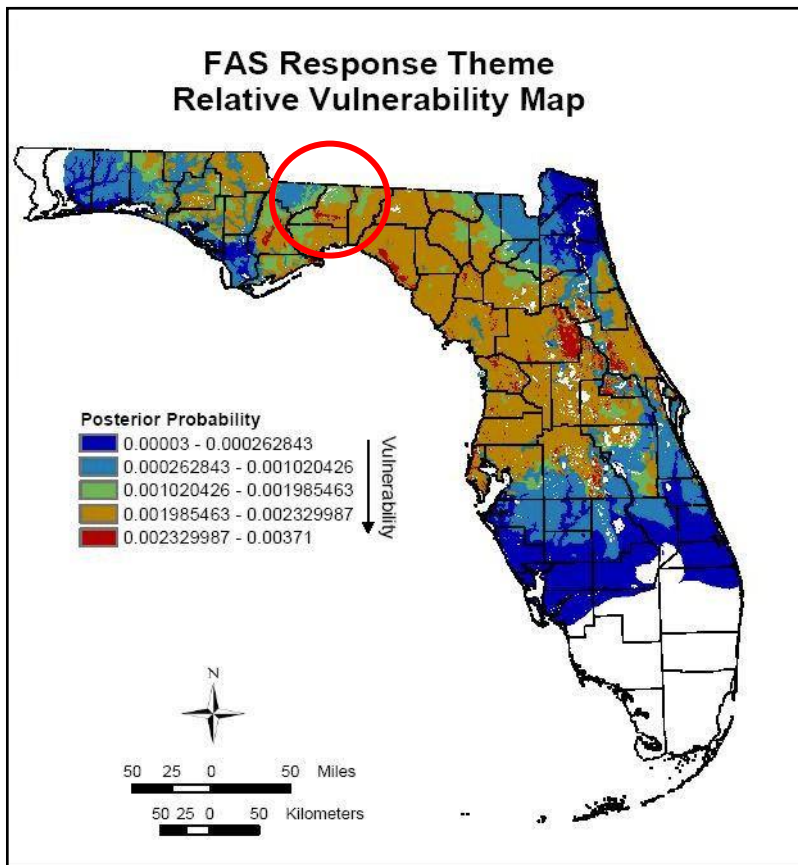 FAS Response Theme
Relative Vulnerability Map
Posterior Probability
0.00003 - 0.000262843
0.000262843 - 0.001020426
0.001020426 - 0.001985463
0.001985463 - 0.002329987
0.002329987 - 0.00371
Vulnerability
N
50 25 0 50 Miles
50 25 0 50 Kilometers